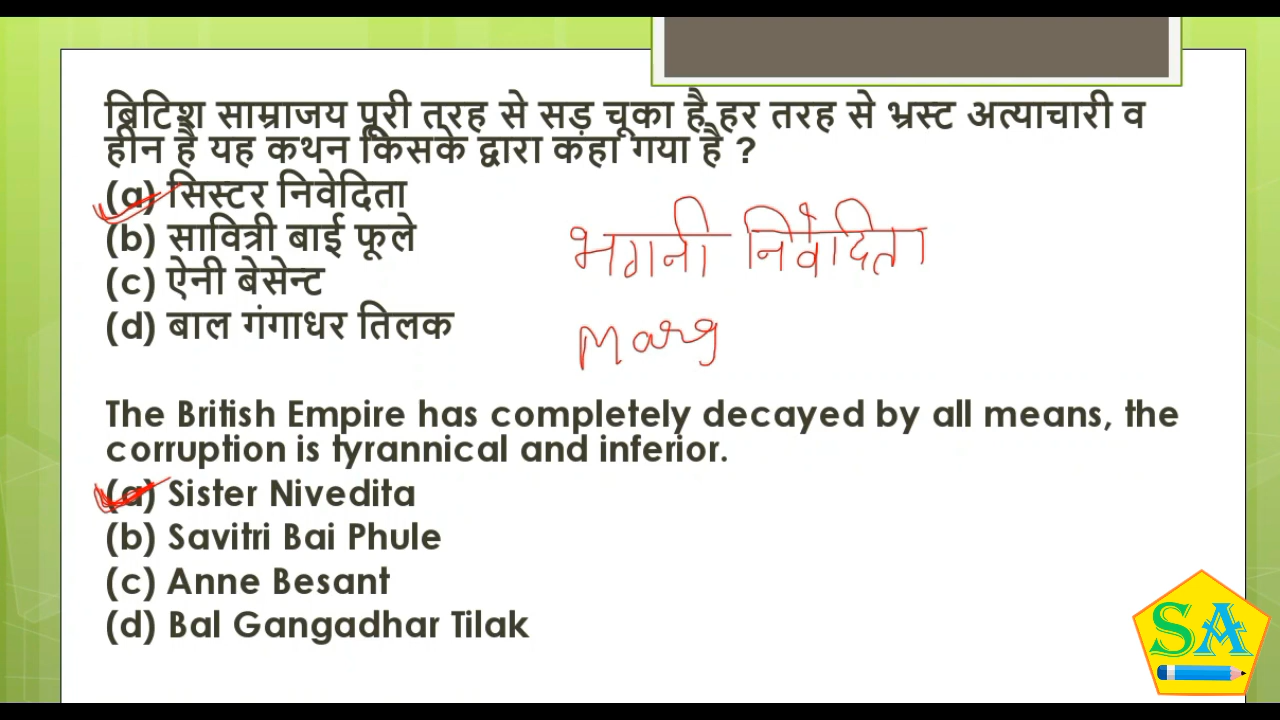 ब्रिटिश साम्राजय पूरी तरह से सड़ चूका है हर तरह से भ्रस्ट अत्याचारी व
हीन है यह कथन किसके द्वारा कहा गया है ?
(a) सिस्टर निवेदिता
(b) सावित्री बाई फूले
(c) ऐनी बेसेन्ट
(d) बाल गंगाधर तिलक
भगनी निवेदिता
Marg
The British Empire has completely decayed by all means, the
corruption is tyrannical and inferior.
(a) Sister Nivedita
(b) Savitri Bai Phule
(c) Anne Besant
(d) Bal Gangadhar Tilak
SA